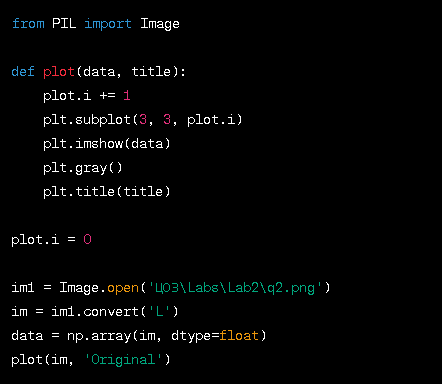 from PIL import Image
def plot(data, title):
plot.i += 1
plt.subplot(3, 3, plot.i)
plt.imshow(data)
plt.gray()
plt.title(title)
plot.i = 0
im1 = Image.open('ЦОЗ\Labs\Lab2\q2.png')
im = im1.convert('L')
data = np.array(im, dtype=float)
plot(im, 'Original')